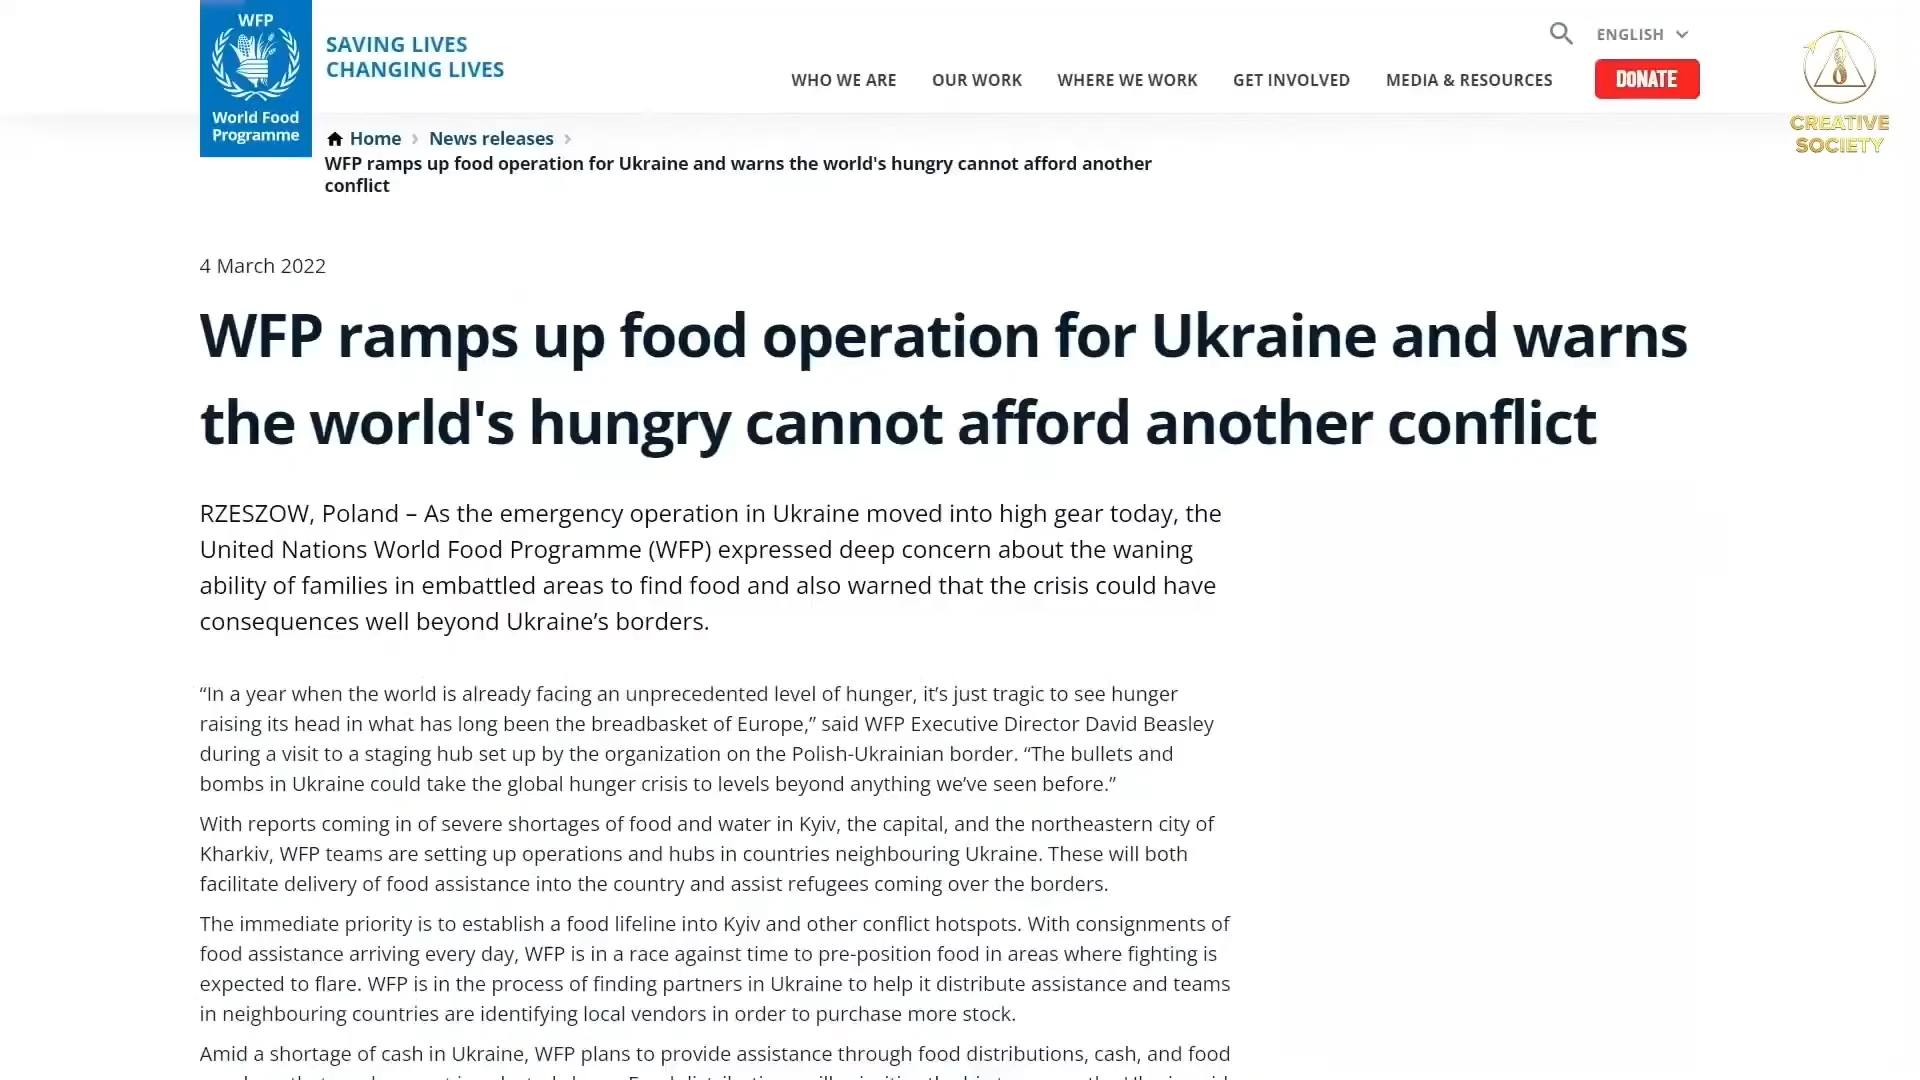 WFP
World Food
Programme
SAVING LIVES
CHANGING LIVES
ENGLISH
WHO WE ARE OUR WORK WHERE WE WORK GET INVOLVED MEDIA & RESOURCES DONATE
CREATIVE
SOCIETY
Home › News releases ›
WFP ramps up food operation for Ukraine and warns the world's hungry cannot afford another
conflict
4 March 2022
WFP ramps up food operation for Ukraine and warns
the world's hungry cannot afford another conflict
RZESZOW, Poland – As the emergency operation in Ukraine moved into high gear today, the
United Nations World Food Programme (WFP) expressed deep concern about the waning
ability of families in embattled areas to find food and also warned that the crisis could have
consequences well beyond Ukraine’s borders.
“In a year when the world is already facing an unprecedented level of hunger, it’s just tragic to see hunger
raising its head in what has long been the breadbasket of Europe,” said WFP Executive Director David Beasley
during a visit to a staging hub set up by the organization on the Polish-Ukrainian border. “The bullets and
bombs in Ukraine could take the global hunger crisis to levels beyond anything we’ve seen before.”
With reports coming in of severe shortages of food and water in Kyiv, the capital, and the northeastern city of
Kharkiv, WFP teams are setting up operations and hubs in countries neighbouring Ukraine. These will both
facilitate delivery of food assistance into the country and assist refugees coming over the borders.
The immediate priority is to establish a food lifeline into Kyiv and other conflict hotspots. With consignments of
food assistance arriving every day, WFP is in a race against time to pre-position food in areas where fighting is
expected to flare. WFP is in the process of finding partners in Ukraine to help it distribute assistance and teams
in neighbouring countries are identifying local vendors in order to purchase more stock.
Amid a shortage of cash in Ukraine, WFP plans to provide assistance through food distributions, cash, and food